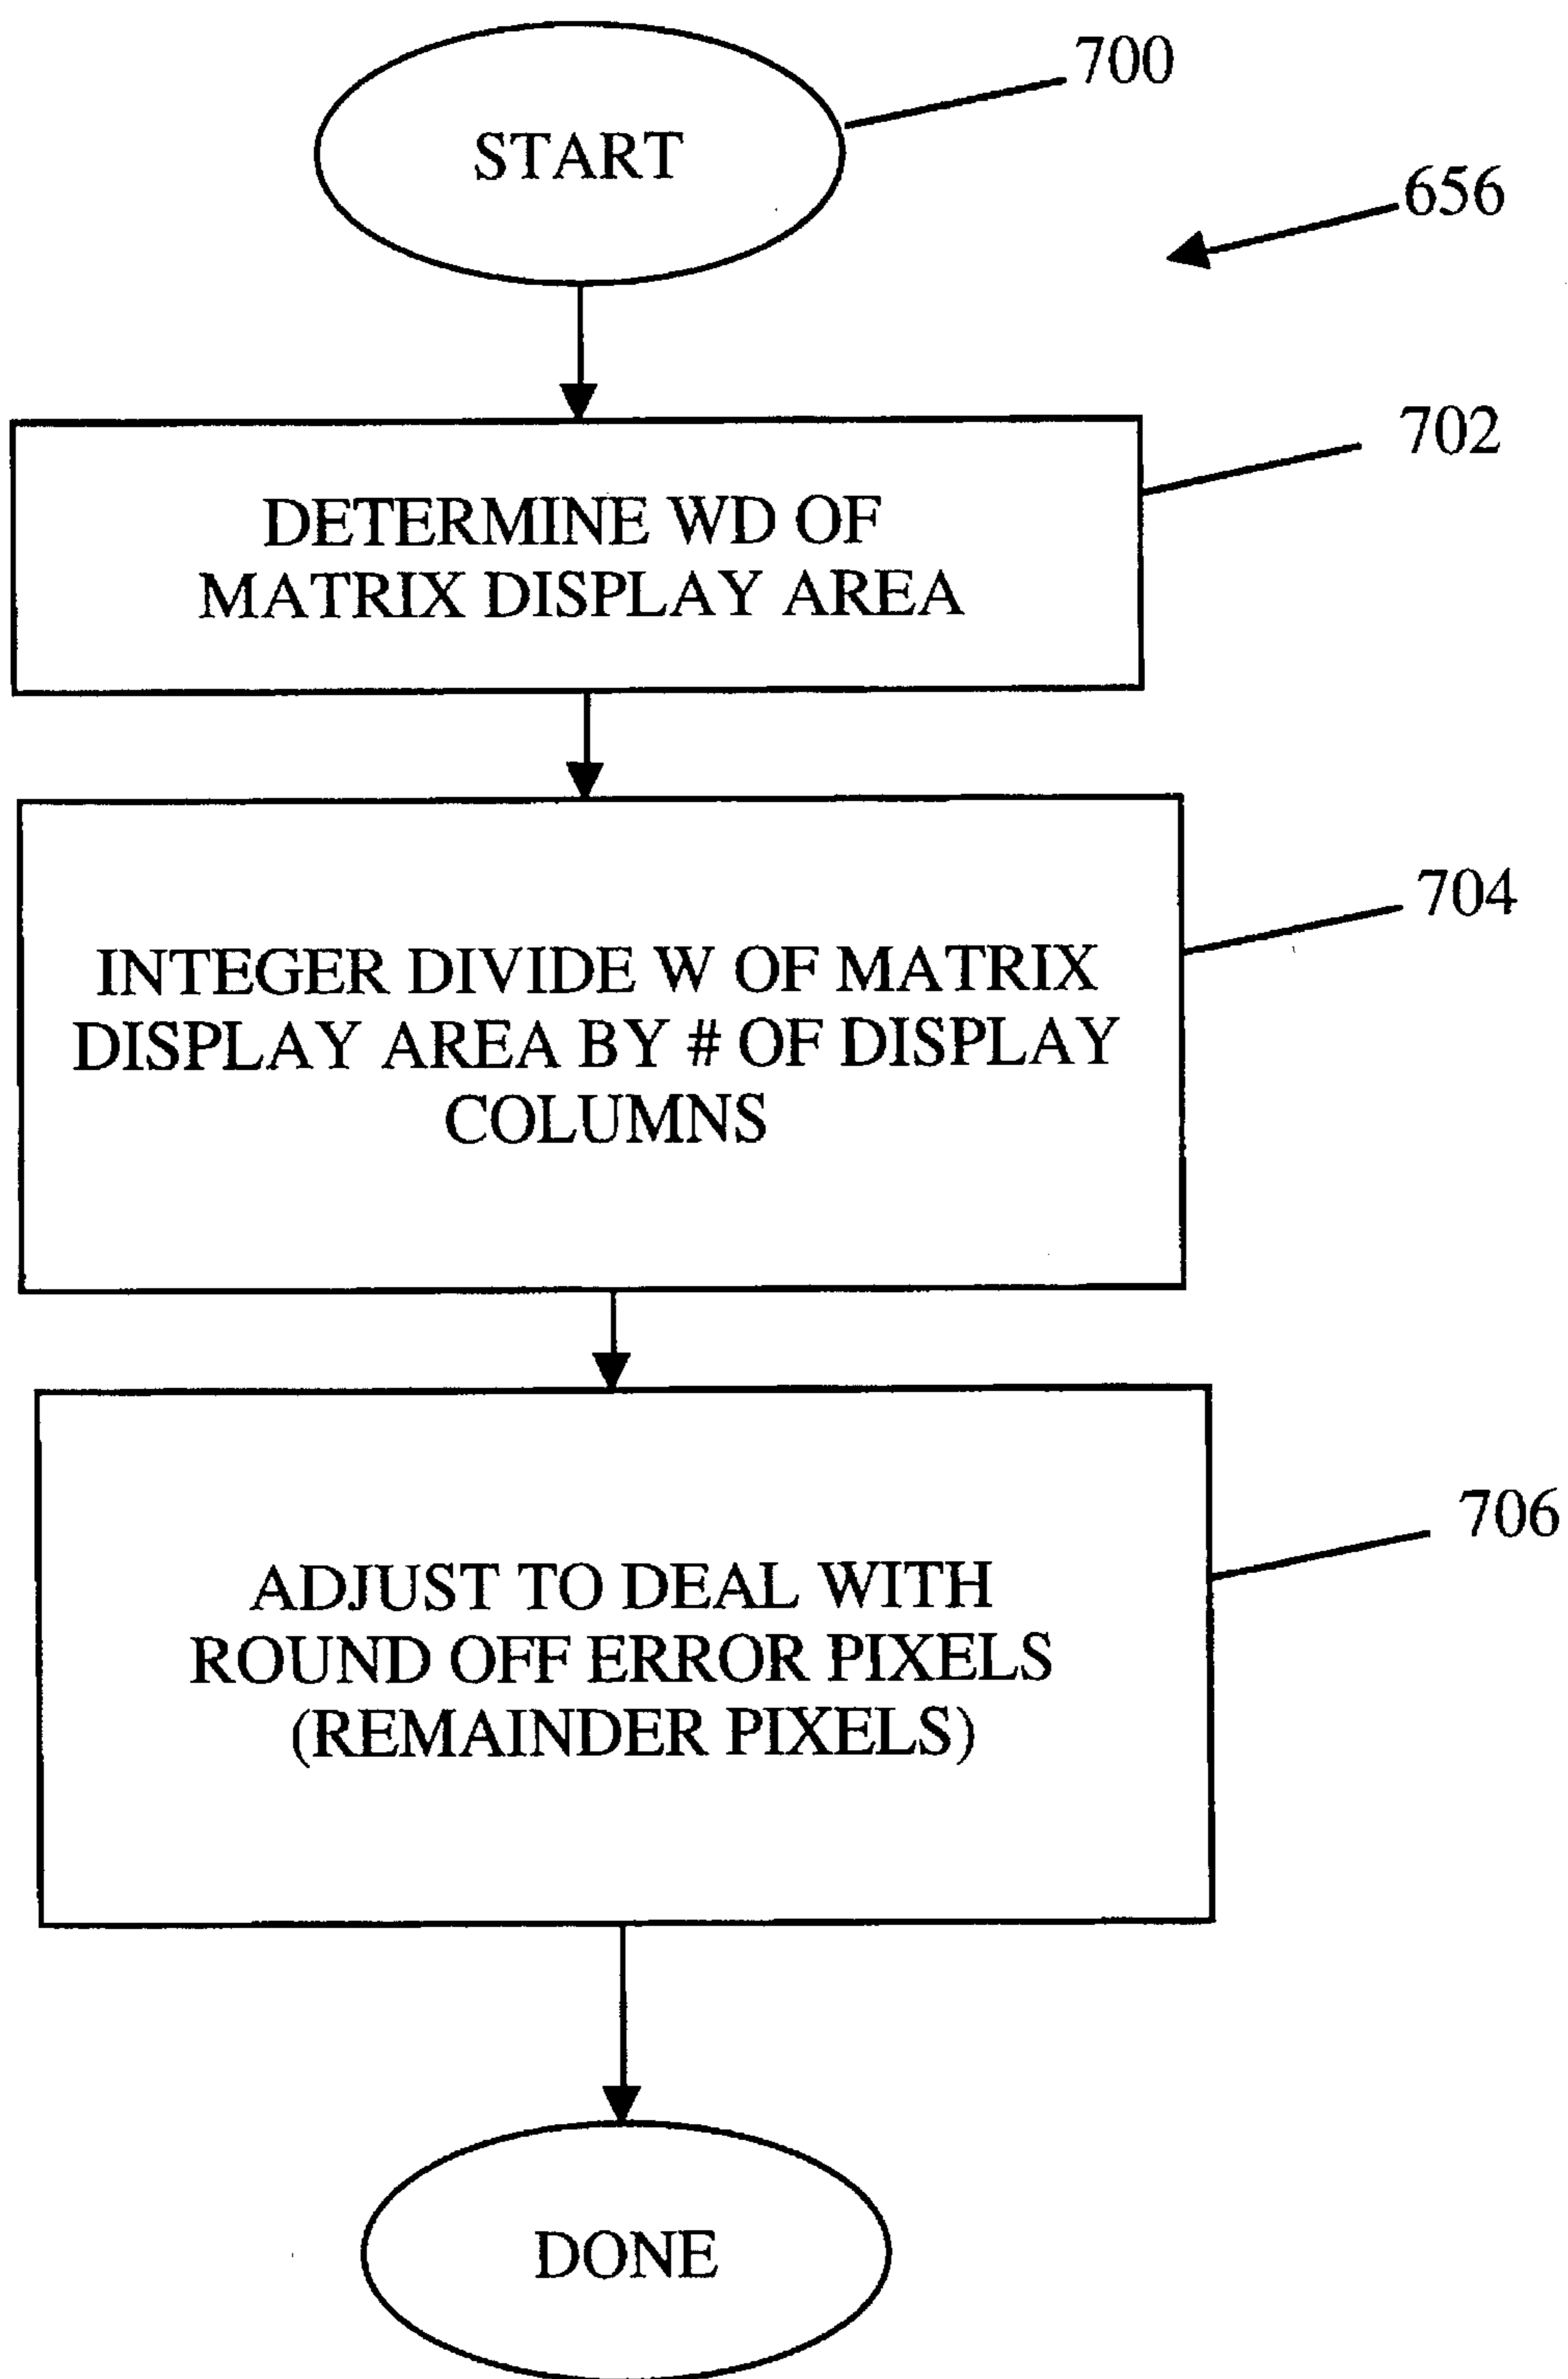 START
700
656
DETERMINE WD OF
MATRIX DISPLAY AREA
702
INTEGER DIVIDE W OF MATRIX
DISPLAY AREA BY # OF DISPLAY
COLUMNS
704
ADJUST TO DEAL WITH
ROUND OFF ERROR PIXELS
(REMAINDER PIXELS)
706
DONE